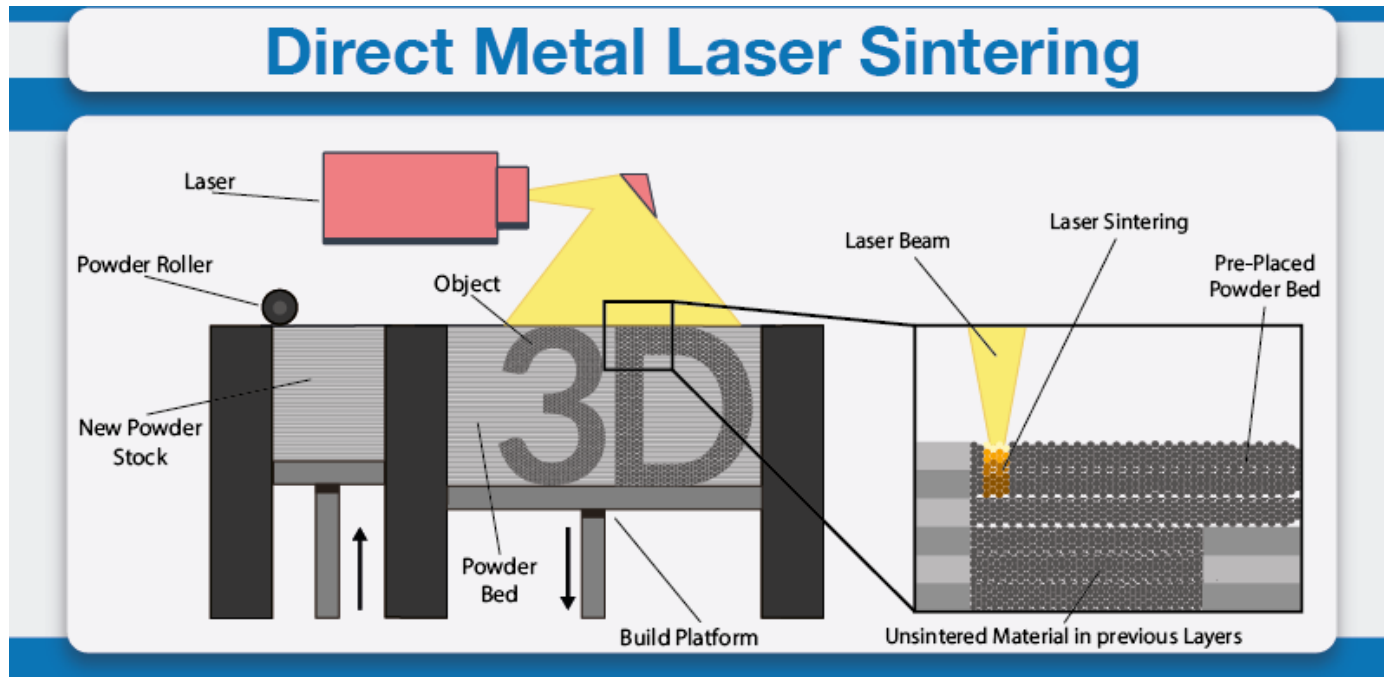 Direct Metal Laser Sintering
Laser
Powder Roller
Object
New Powder
Stock
Powder
Bed
Build Platform
3D
Laser Beam
Laser Sintering
Pre-Placed
Powder Bed
Unsintered Material in previous Layers